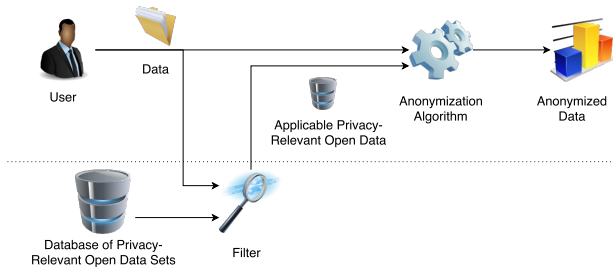 User
Data
Applicable Privacy-
Relevant Open Data
Anonymization
Algorithm
Anonymized
Data
Database of Privacy-
Relevant Open Data Sets
Filter